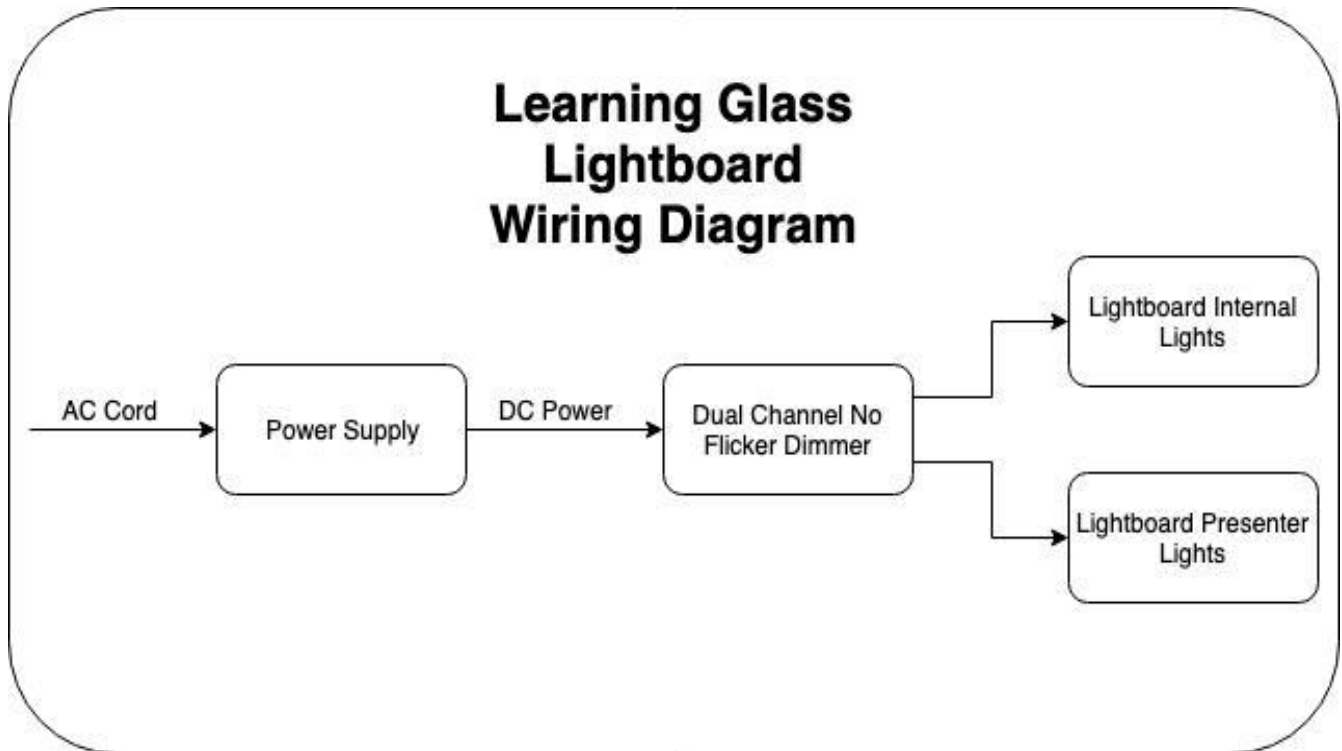 Learning Glass
Lightboard
Wiring Diagram
AC Cord
Power Supply
DC Power
Dual Channel No
Flicker Dimmer
Lightboard Internal
Lights
Lightboard Presenter
Lights